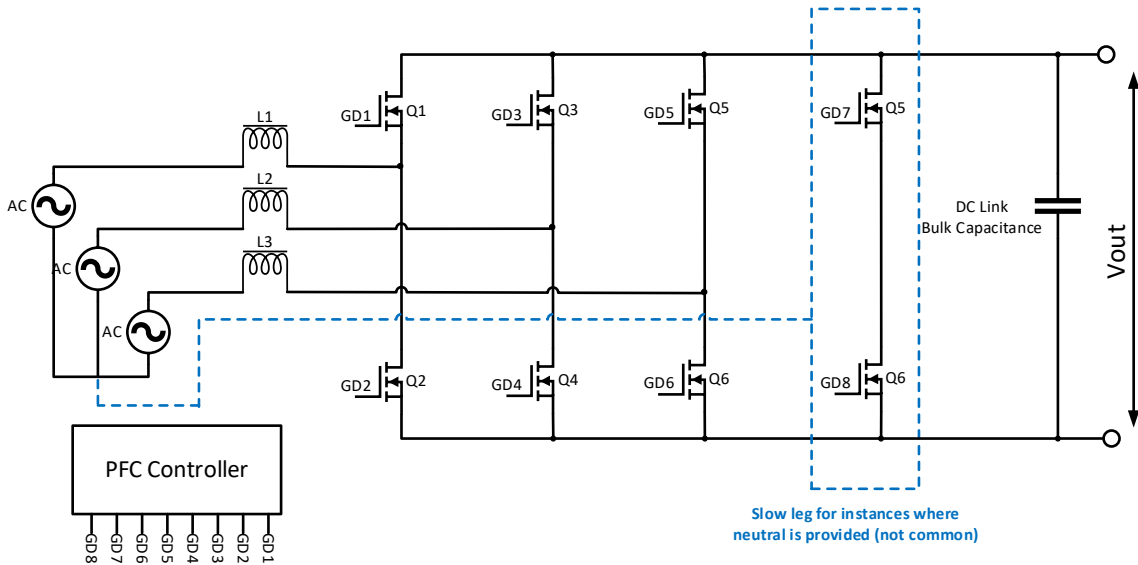 GD1
Q1
GD3
Q3
GD5
Q5
GD7
Q5
L1
L2
L3
AC
AC
AC
DC Link
Bulk Capacitance
Vout
GD2
Q2
GD4
Q4
GD6
Q6
GD8
Q6
PFC Controller
GD8
GD7
GD6
GD5
GD4
GD3
GD2
GD1
Slow leg for instances where
neutral is provided (not common)